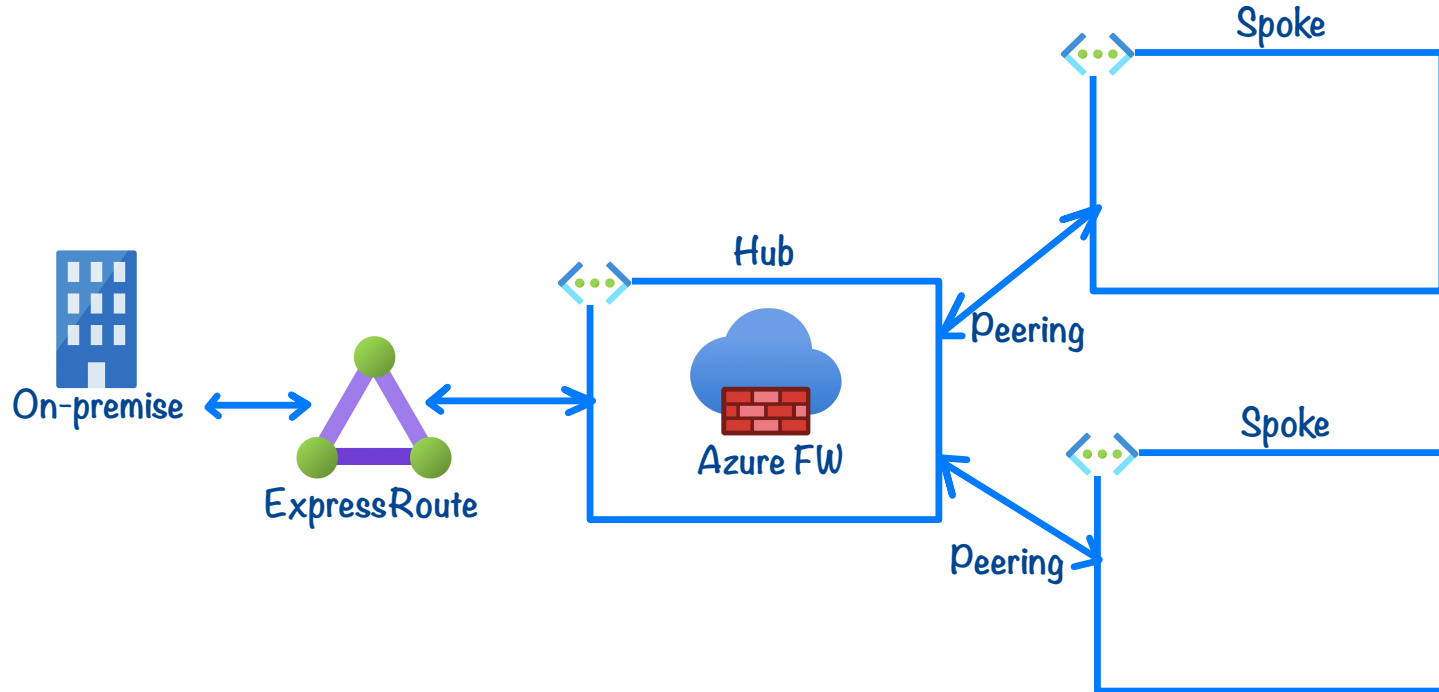 Spoke
Hub
Peering
On-premise
Azure FW
Spoke
ExpressRoute
Peering